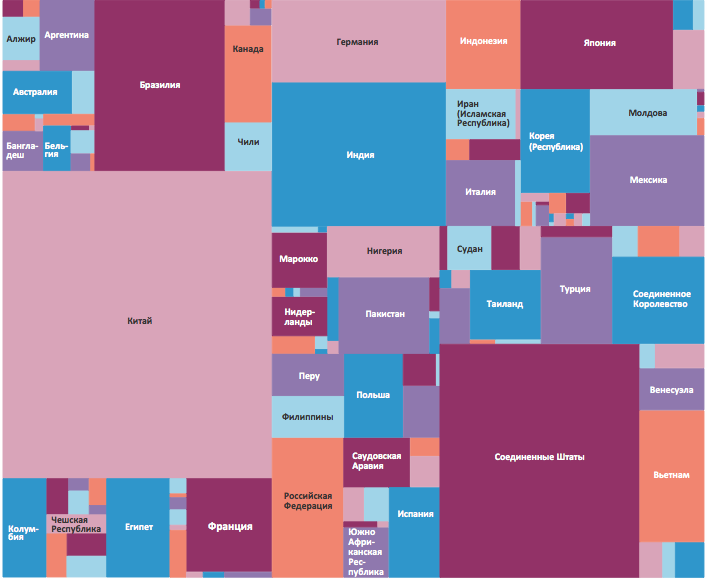 Алжир
Аргентина
Бразилия
Канада
Германия
Индонезия
Япония
Австралия
Иран
(Исламская
Республика)
Корея
(Республика)
Молдова
Бангла-
деш
Бель-
гия
Чили
Индия
Италия
Мексика
Китай
Марокко
Нигерия
Судан
Турция
Таиланд
Соединенное
Королевство
Нидер-
ланды
Пакистан
Перу
Польша
Филиппины
Соединенные Штаты
Венесуэла
Саудовская
Аравия
Вьетнам
Российская
Федерация
Испания
Колум-
бия
Чешская
Республика
Египет
Франция
Южно
Афри-
канская
Рес-
публика